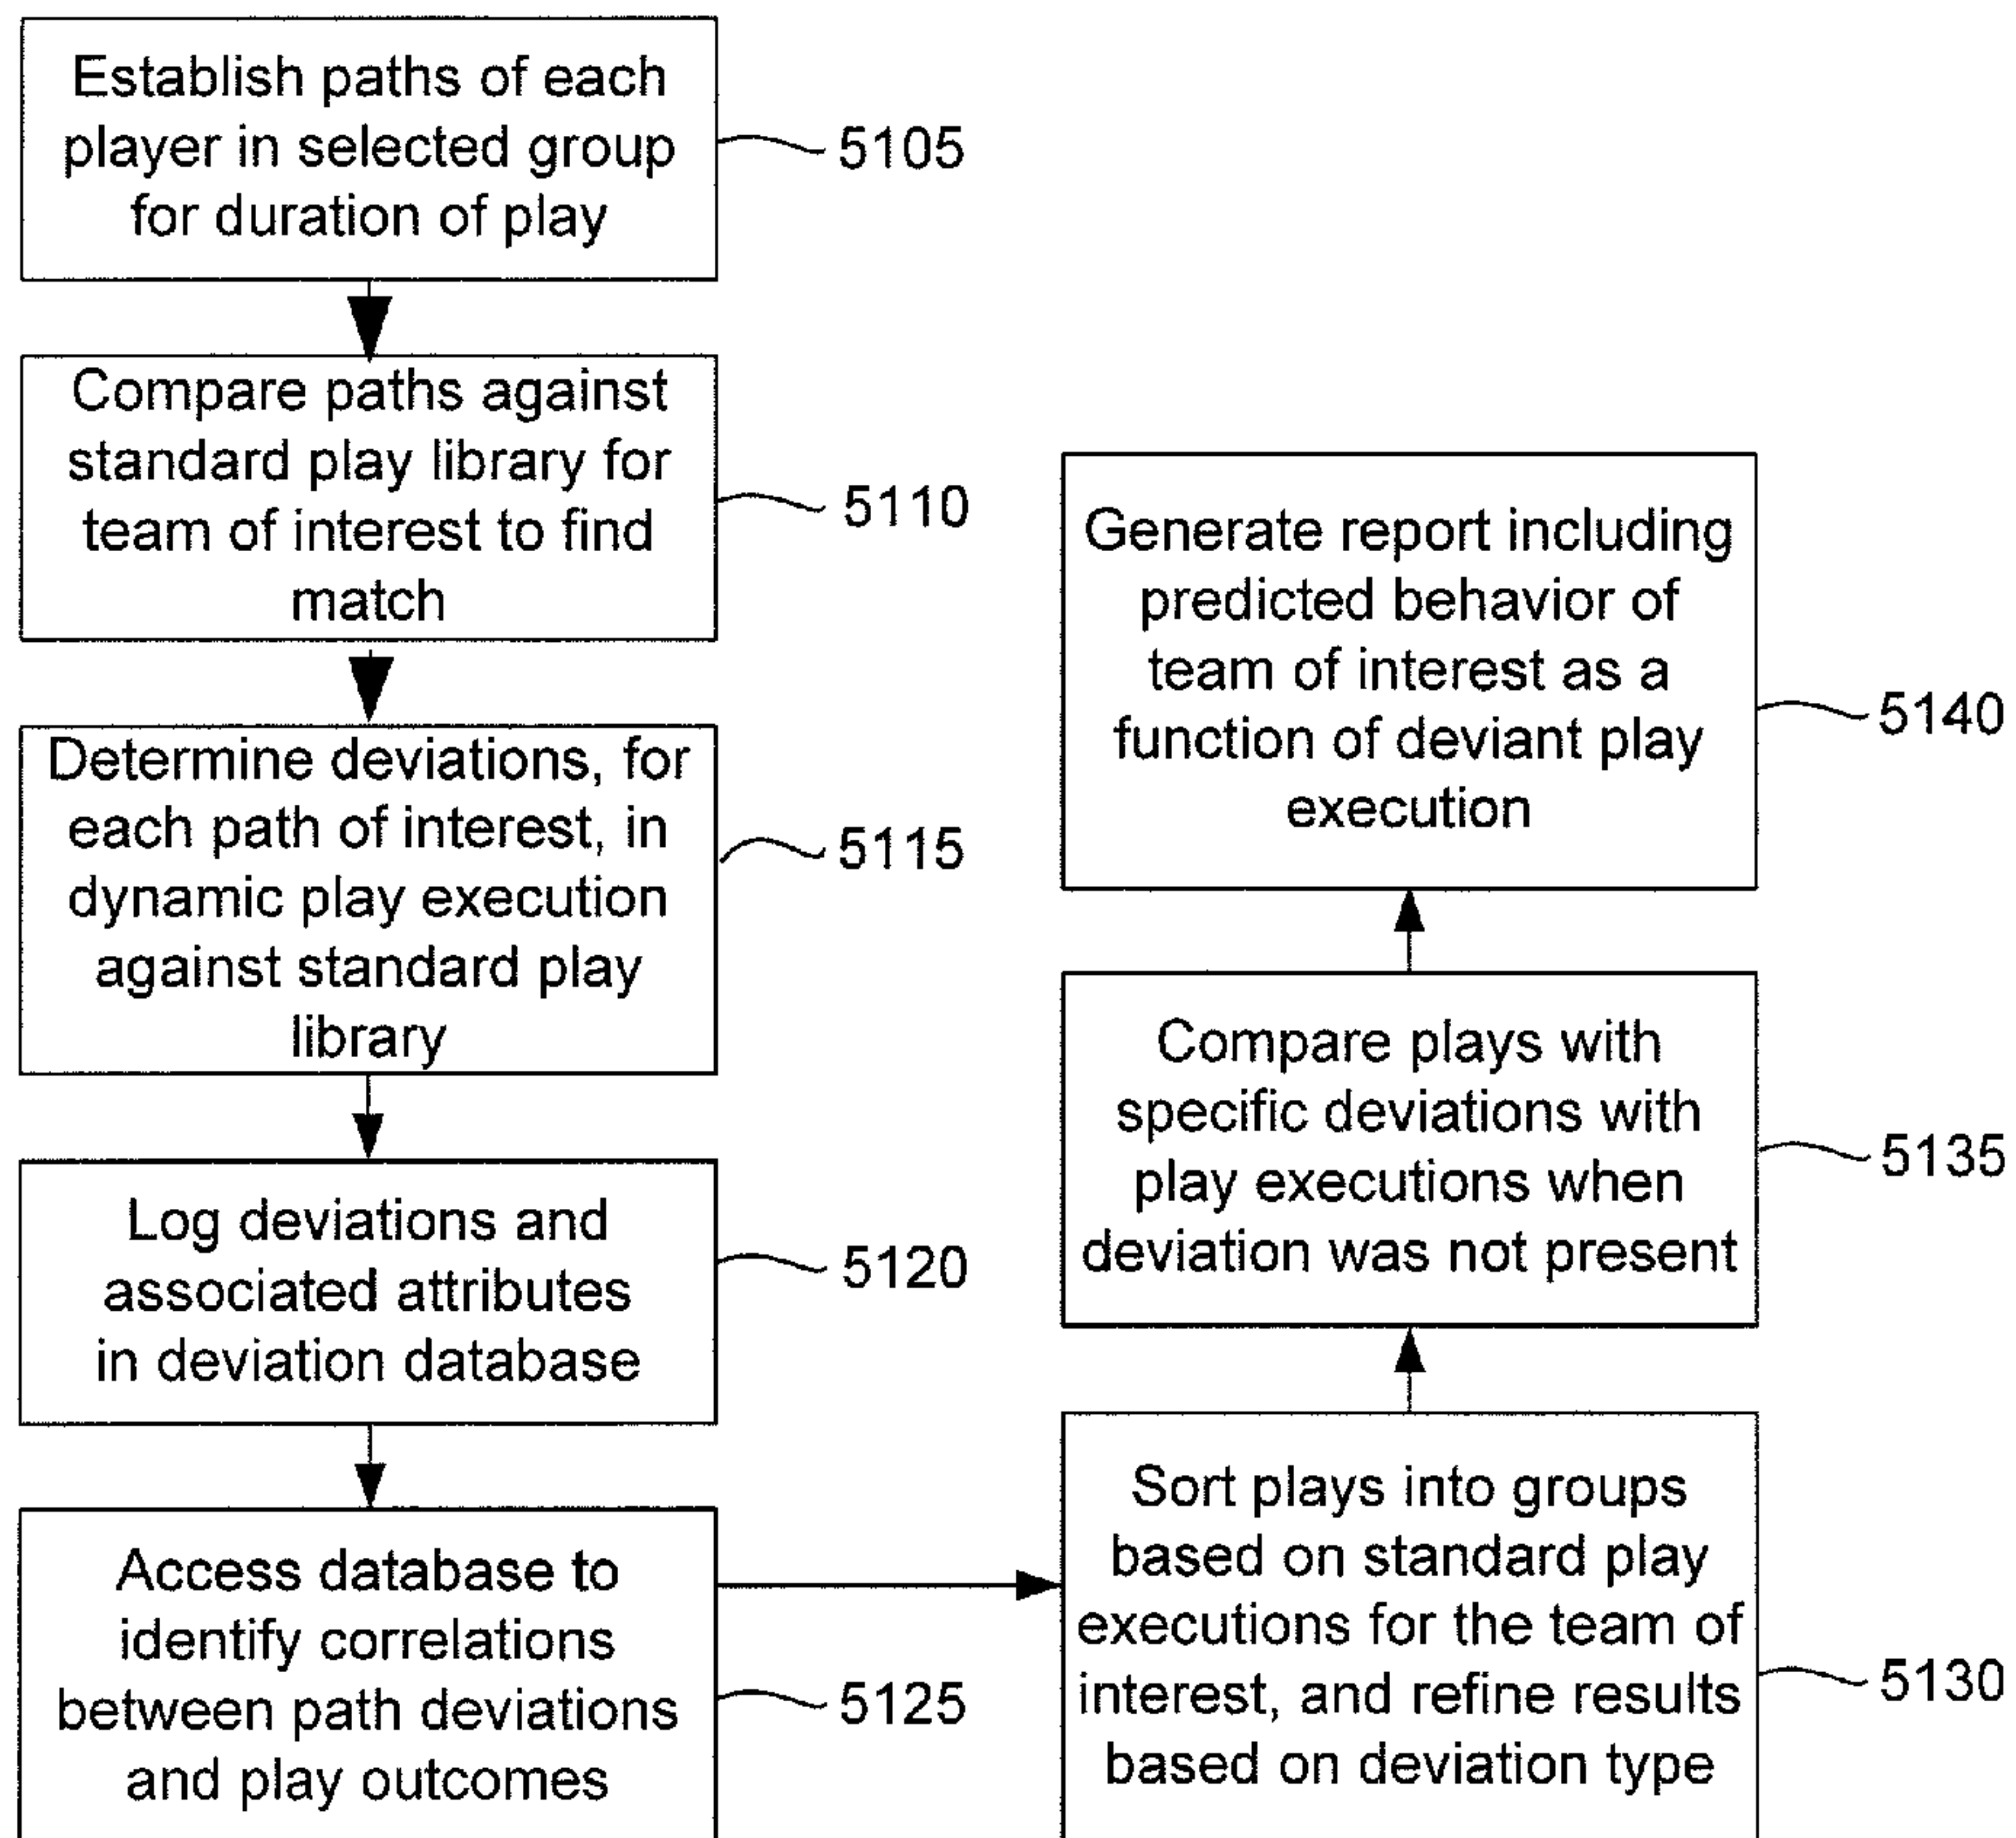 Establish paths of each
player in selected group
for duration of play
5105
Compare paths against
standard play library for
team of interest to find
match
5110
Determine deviations, for
each path of interest, in
dynamic play execution
against standard play
library
5115
Log deviations and
associated attributes
in deviation database
5120
Access database to
identify correlations
between path deviations
and play outcomes
5125
Sort plays into groups
based on standard play
executions for the team of
interest, and refine results
based on deviation type
5130
Compare plays with
specific deviations with
play executions when
deviation was not present
5135
Generate report including
predicted behavior of
team of interest as a
function of deviant play
execution
5140